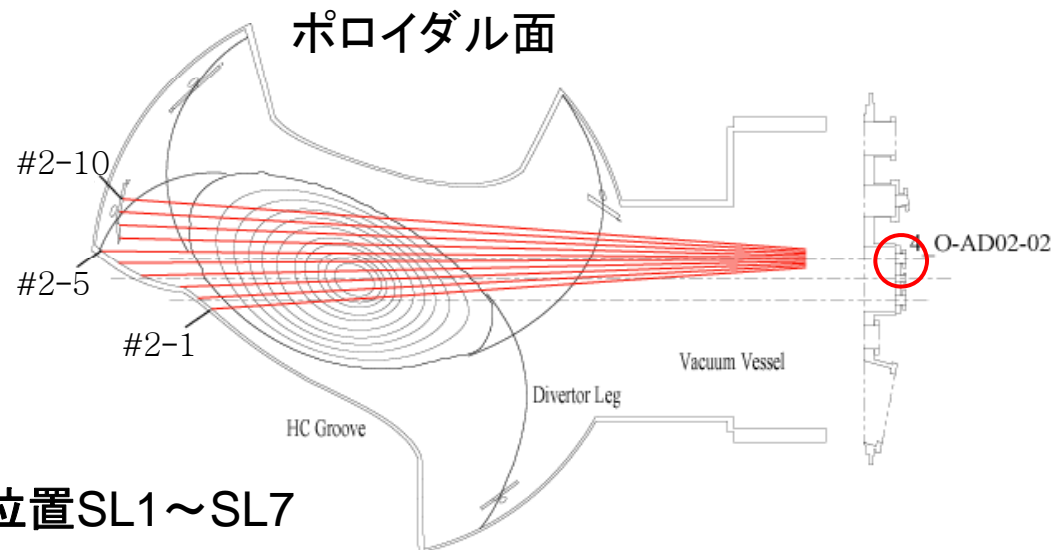 ポロイダル面
#2-10
4_O-AD02-02
#2-5
#2-1
Vacuum Vessel
Divertor Leg
HC Groove
位置SL1～SL7